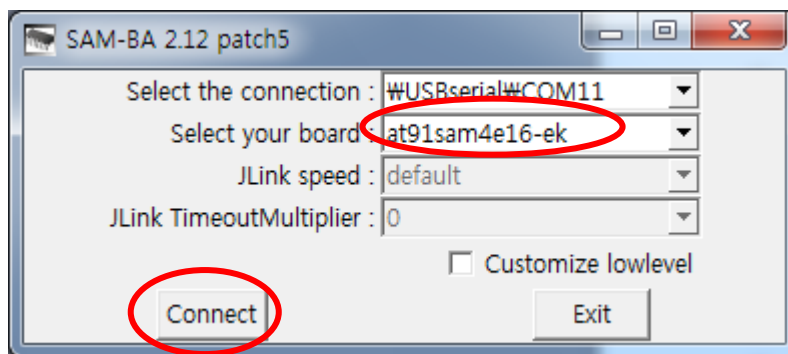 SAM-BA 2.12 patch5
Select the connection : ₩USBserial₩COM11
Select your board : at91sam4e16-ek
JLink speed : default
JLink TimeoutMultiplier : 0
Customize lowlevel
Connect Exit